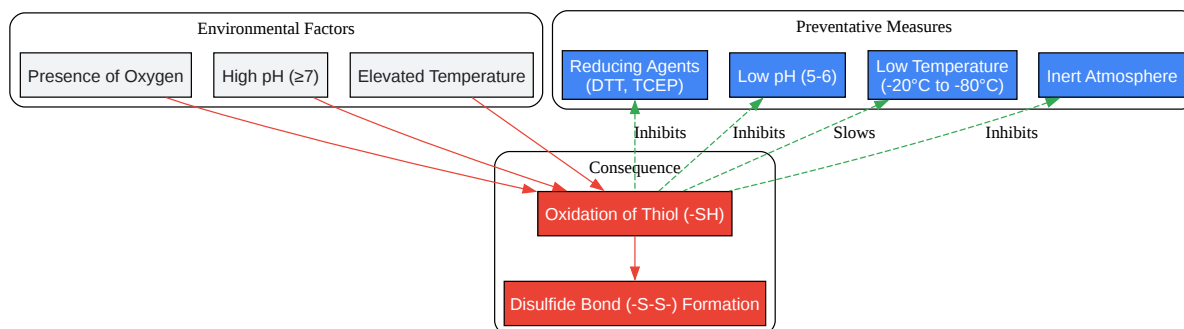 Environmental Factors
Presence of Oxygen
High pH (≥7)
Elevated Temperature
Preventative Measures
Reducing Agents
(DTT, TCEP)
Low pH (5-6)
Low Temperature
(-20°C to -80°C)
Inert Atmosphere
Inhibits
Inhibits
Slows
Inhibits
Consequence
Oxidation of Thiol (-SH)
Disulfide Bond (-S-S-) Formation